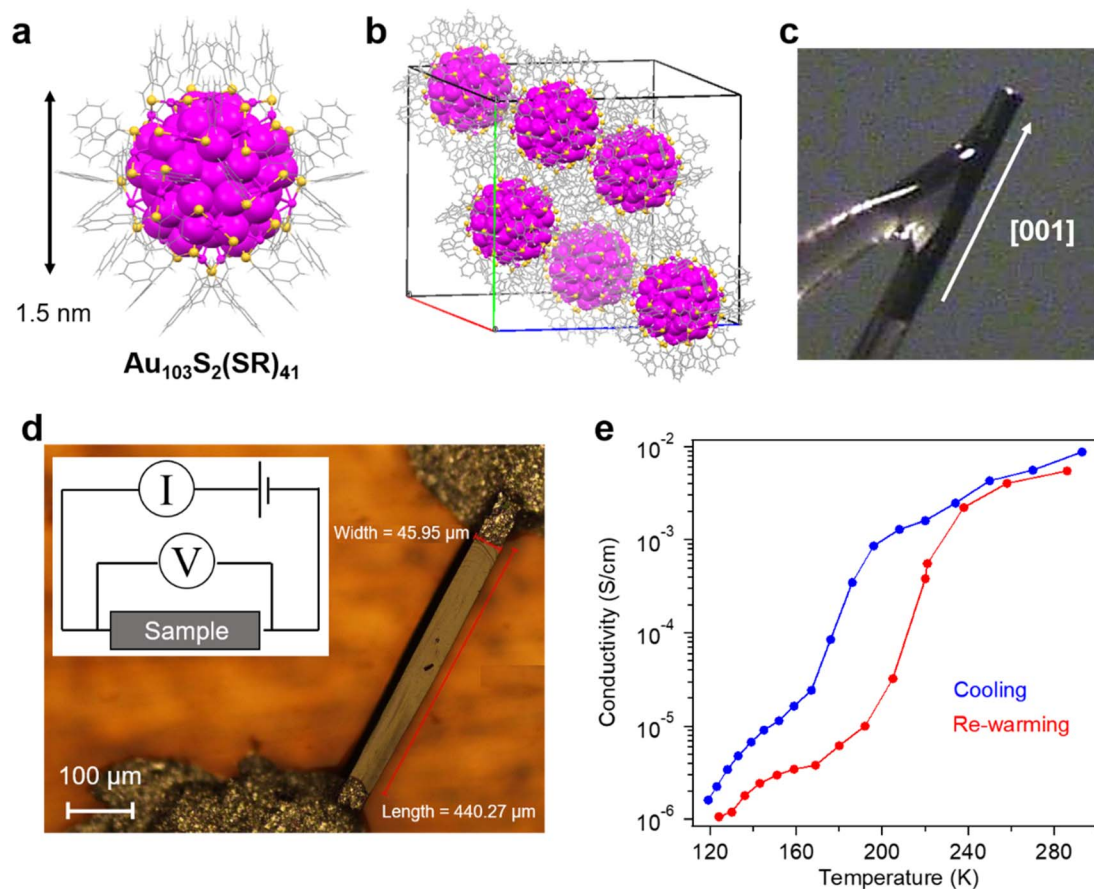 a
1.5 nm
Au₁₀₃S₂(SR)₄₁
b
c
[001]
d
I
V
Sample
Width = 45.95 µm
100 µm
Length = 440.27 µm
e
Conductivity (S/cm)
10⁻²
10⁻³
10⁻⁴
10⁻⁵
10⁻⁶
Cooling
Re-warming
120 160 200 240 280
Temperature (K)